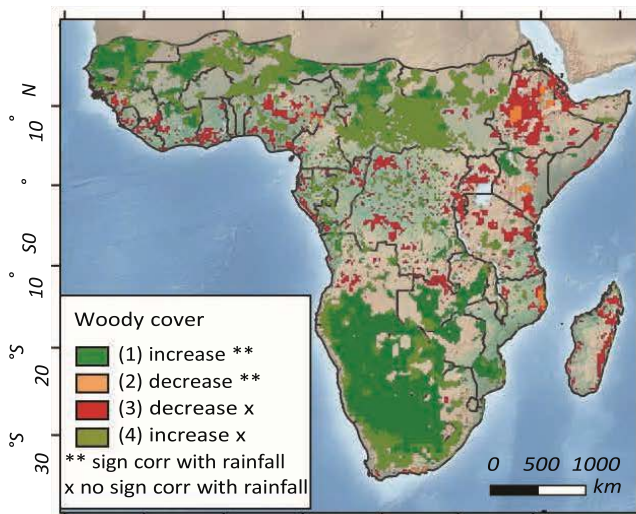 N
10 °
°
S0
10 °
20 °S
30 °S
Woody cover
(1) increase **
(2) decrease **
(3) decrease x
(4) increase x
** sign corr with rainfall
x no sign corr with rainfall
0 500 1000
km